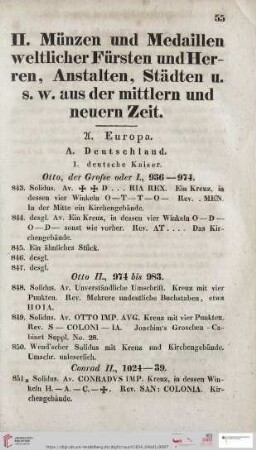 55
II. Münzen und Medaillen
weltlicher Fürsten und Her-
ren, Anstalten, Städten u.
s. w. aus der mittlern und
neuern Zeit.
A. Europa.
A. Deutschland.
1. deutsche Kaiser.
Otto, der Große oder I., 936—974.
843. Solidus. Av. ✠ ✠ D . . . RIA REX. Ein Kreuz, in
dessen vier Winkeln O—T—T—O— Rev. . MEN.
In der Mitte ein Kirchengebäude.
844. desgl. Av. Ein Kreuz, in dessen vier Winkeln O—D—
O—D— sonst wie vorher. Rev. AT . . . . Das Kir-
chengebäude.
845. Ein ähnliches Stück.
846. desgl.
847. desgl.
Otto II., 974 bis 983.
848. Solidus. Av. Unverständliche Umschrift. Kreuz mit vier
Punkten. Rev. Mehrere undeutliche Buchstaben, etwa
HOIA.
849. Solidus. Av. OTTO IMP. AVG. Kreuz mit vier Punkten.
Rev. S — COLONI — IA. Joachim's Groschen-Ca-
binet Suppl. No. 28.
850. Wend'scher Solidus mit Kreuz und Kirchengebäude.
Umschr. unleserlich.
Conrad II., 1024—39.
851. Solidus. Av. CONRADVS IMP. Kreuz, in dessen Win-
keln H.—A.—C.—✠. Rev. SAN: COLONIA. Kir-
chengebäude.